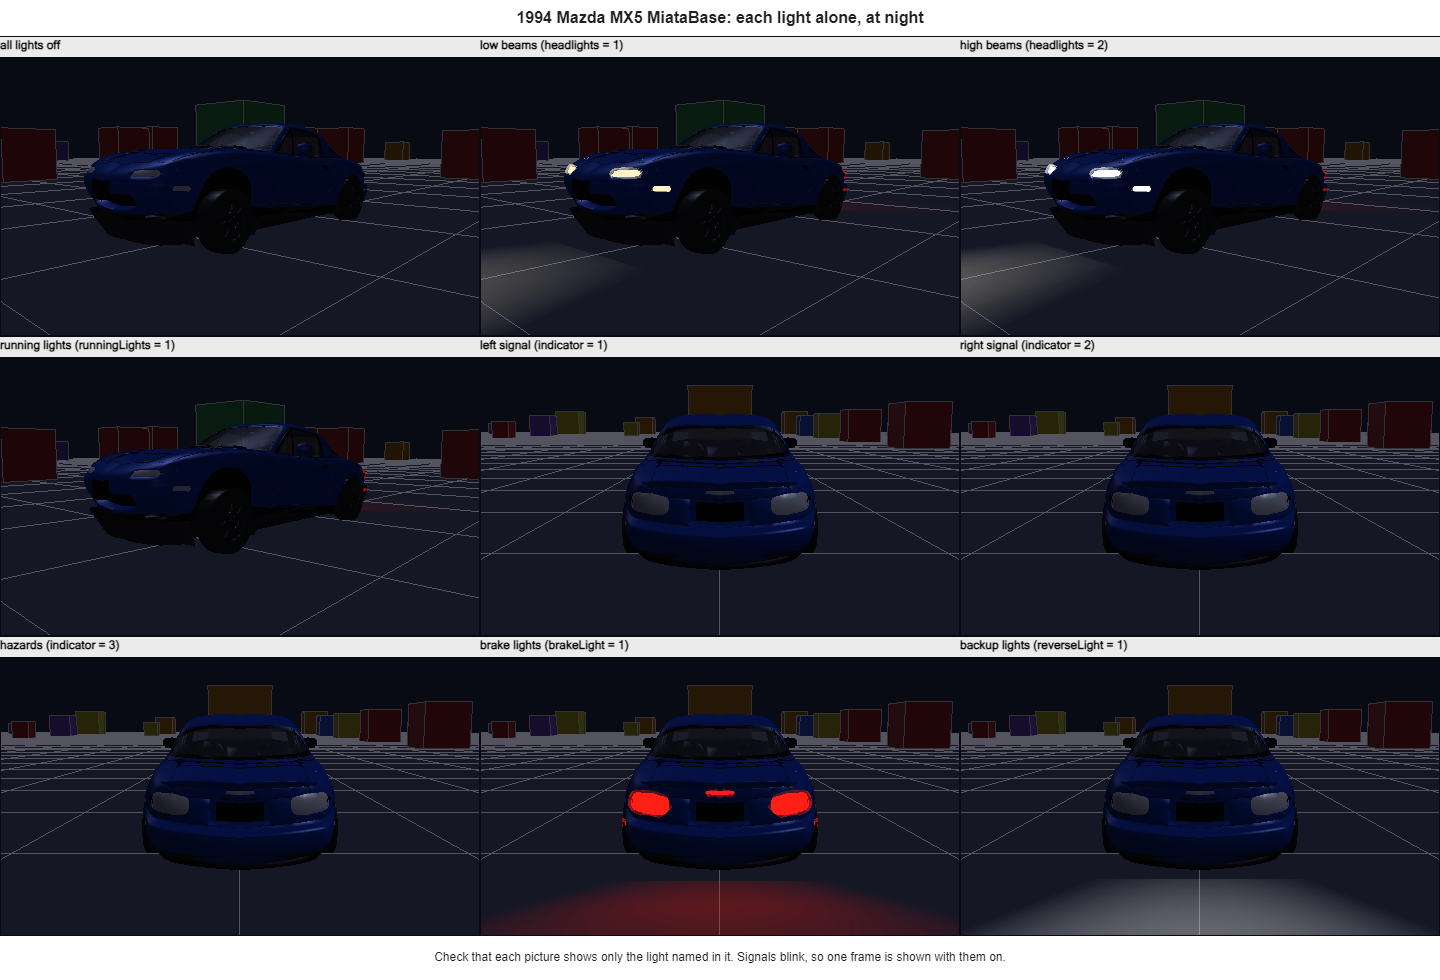 1994 Mazda MX5 MiataBase: each light alone, at night
all lights off
low beams (headlights = 1)
high beams (headlights = 2)
running lights (runningLights = 1)
left signal (indicator = 1)
right signal (indicator = 2)
hazards (indicator = 3)
brake lights (brakeLight = 1)
backup lights (reverseLight = 1)
Check that each picture shows only the light named in it. Signals blink, so one frame is shown with them on.